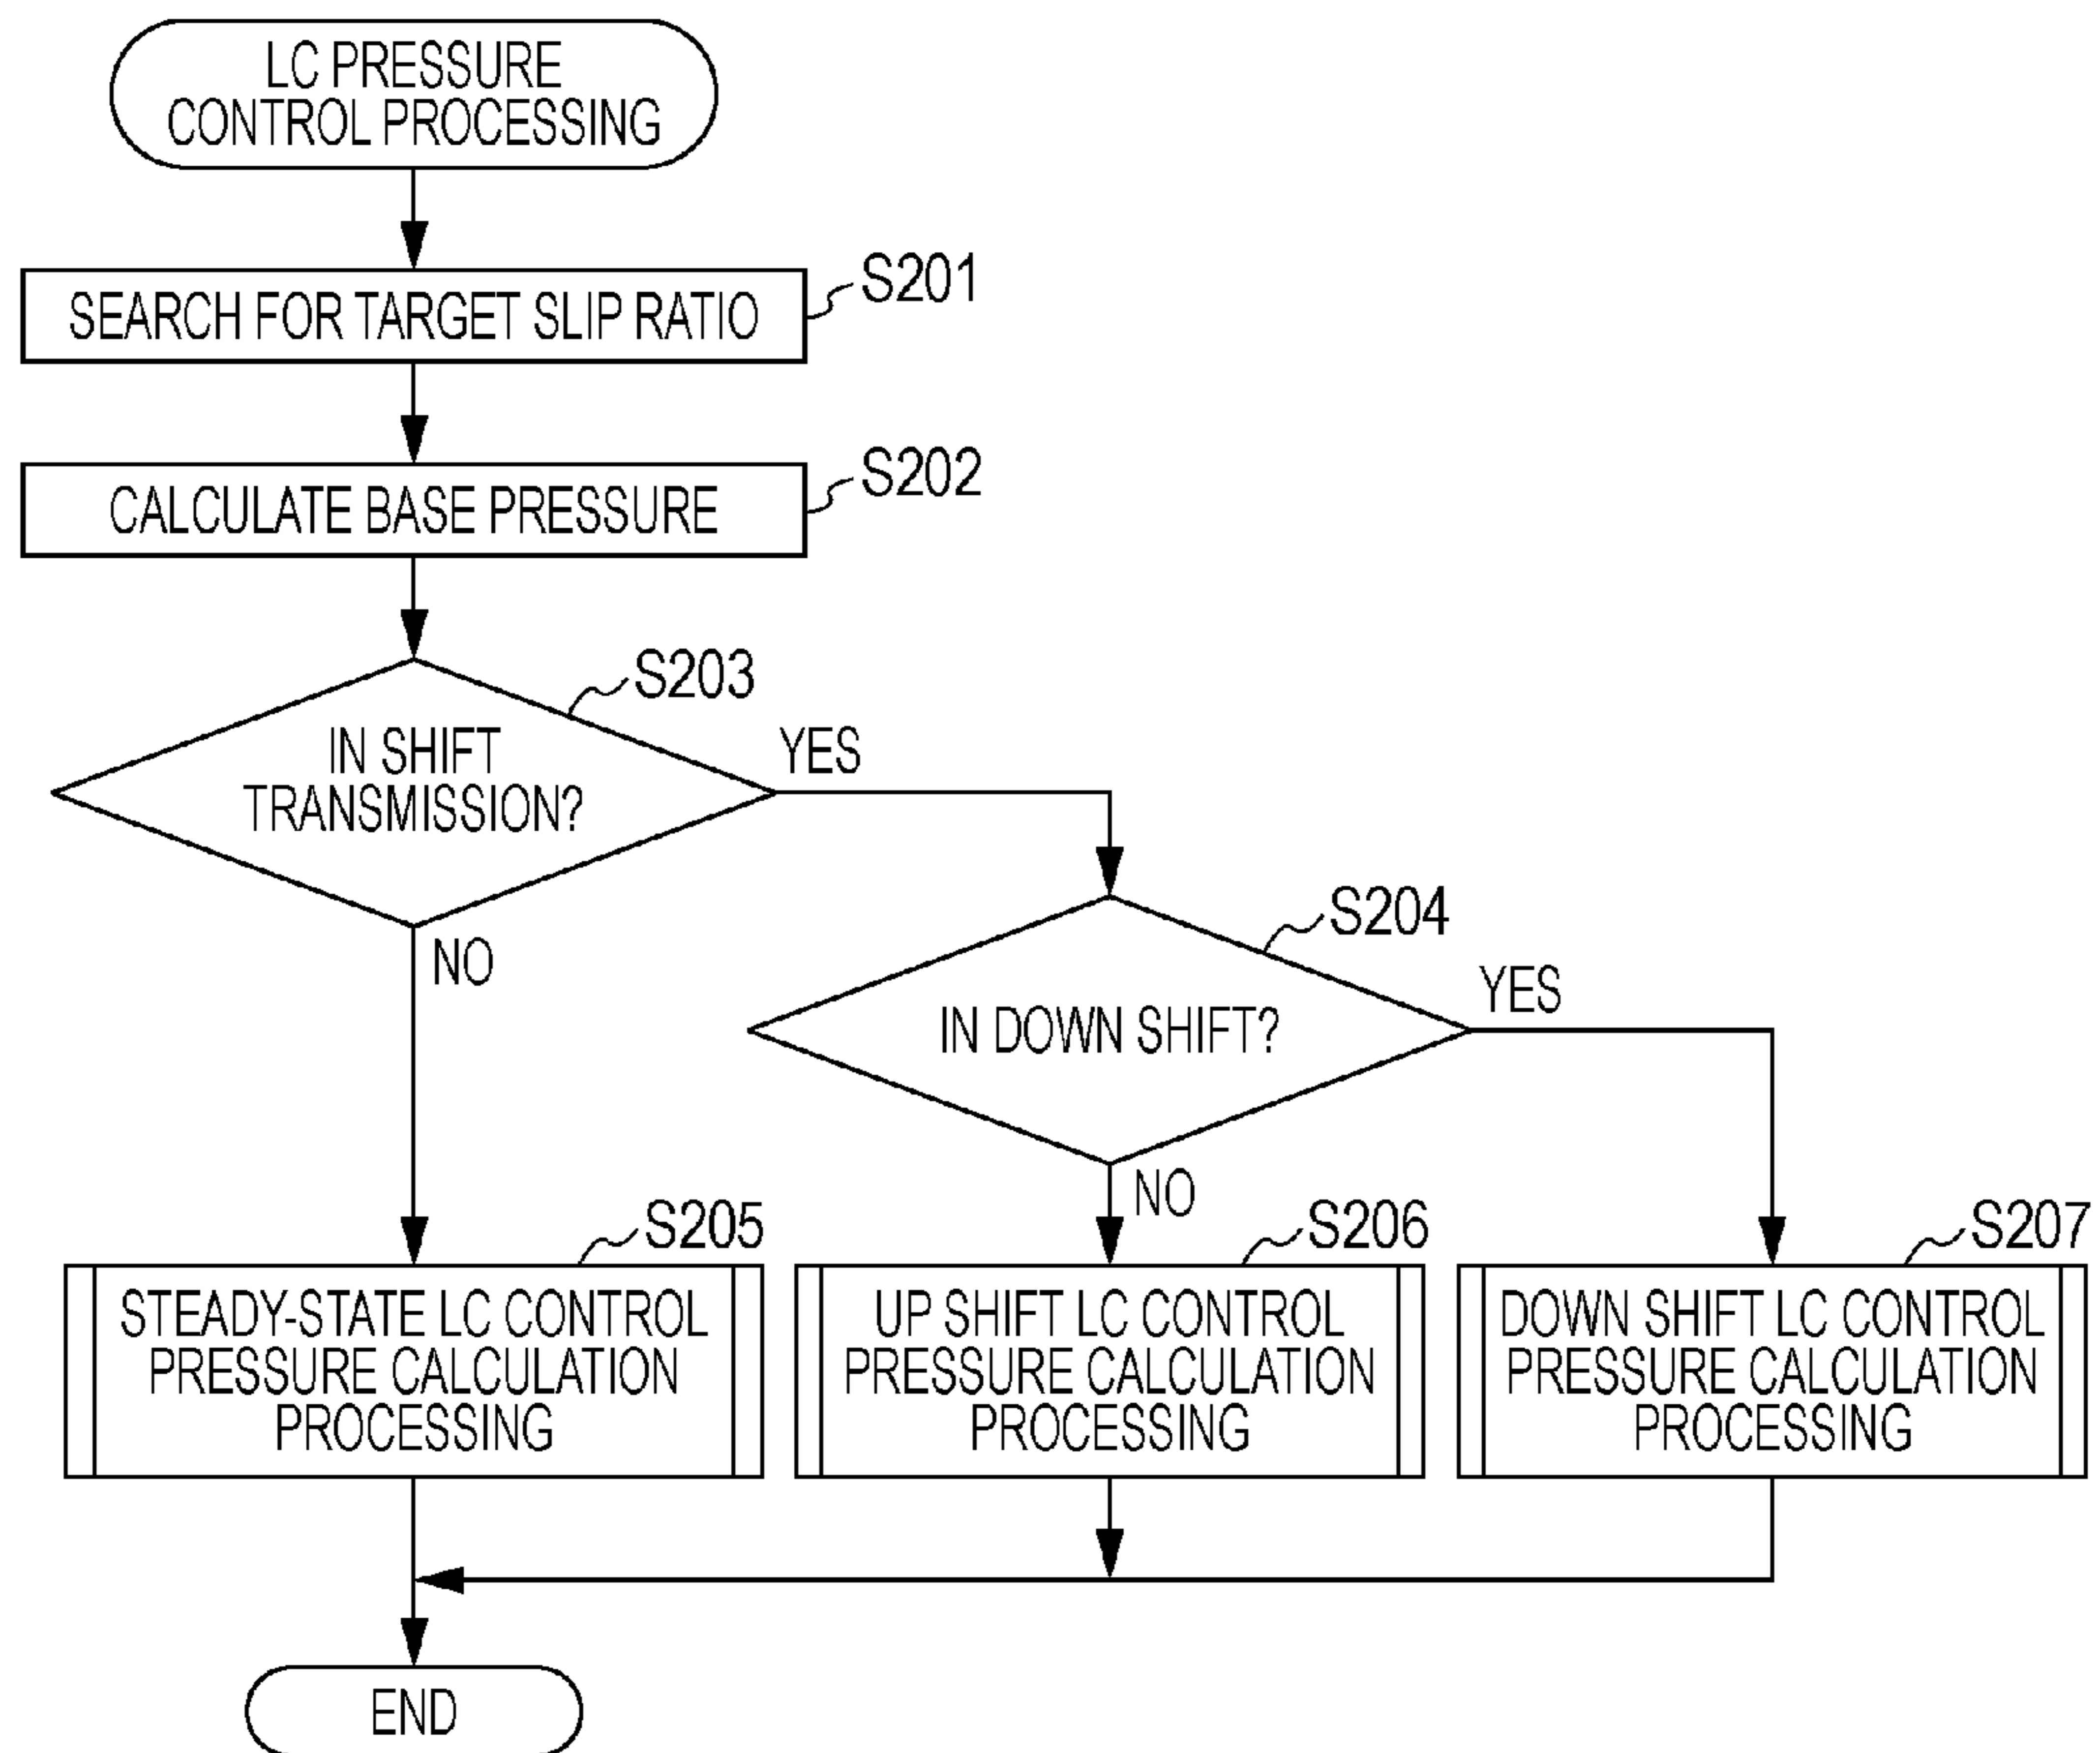 LC PRESSURE
CONTROL PROCESSING
S201
SEARCH FOR TARGET SLIP RATIO
S202
CALCULATE BASE PRESSURE
S203
IN SHIFT
TRANSMISSION?
YES
NO
S204
IN DOWN SHIFT?
YES
NO
S205
STEADY-STATE LC CONTROL
PRESSURE CALCULATION
PROCESSING
S206
UP SHIFT LC CONTROL
PRESSURE CALCULATION
PROCESSING
S207
DOWN SHIFT LC CONTROL
PRESSURE CALCULATION
PROCESSING
END